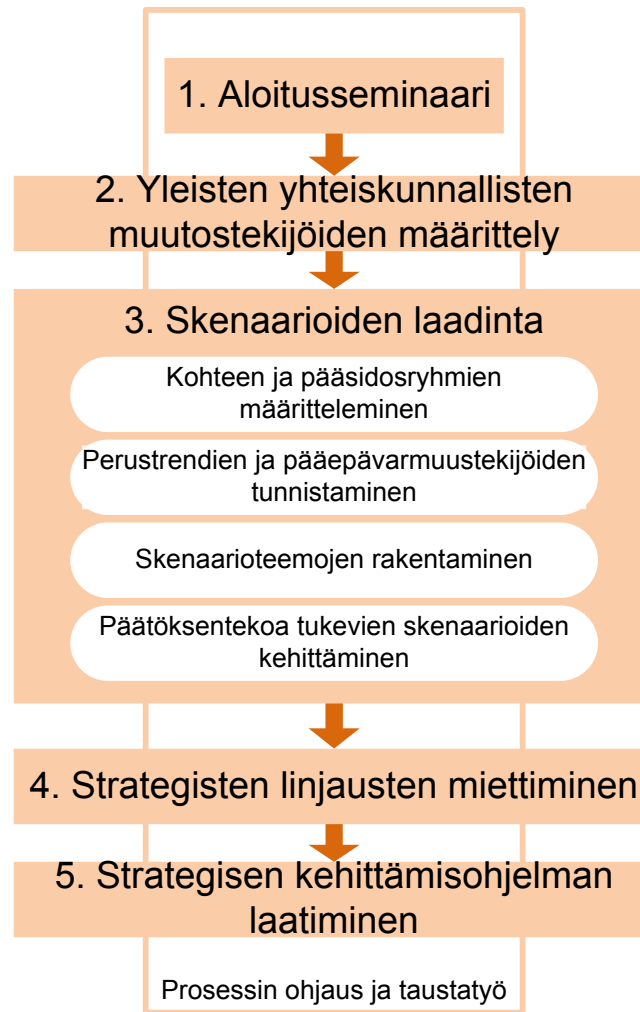 1. Aloitusseminaari
2. Yleisten yhteiskunnallisten
muutostekijöiden määrittely
3. Skenaarioiden laadinta
Kohteen ja pääsidosryhmien
määritteleminen
Perustrendien ja pääepävarmuustekijöiden
tunnistaminen
Skenaarioteemojen rakentaminen
Päätöksentekoa tukevien skenaarioiden
kehittäminen
4. Strategisten linjausten miettiminen
5. Strategisen kehittämisohjelman
laatiminen
Prosessin ohjaus ja taustatyö